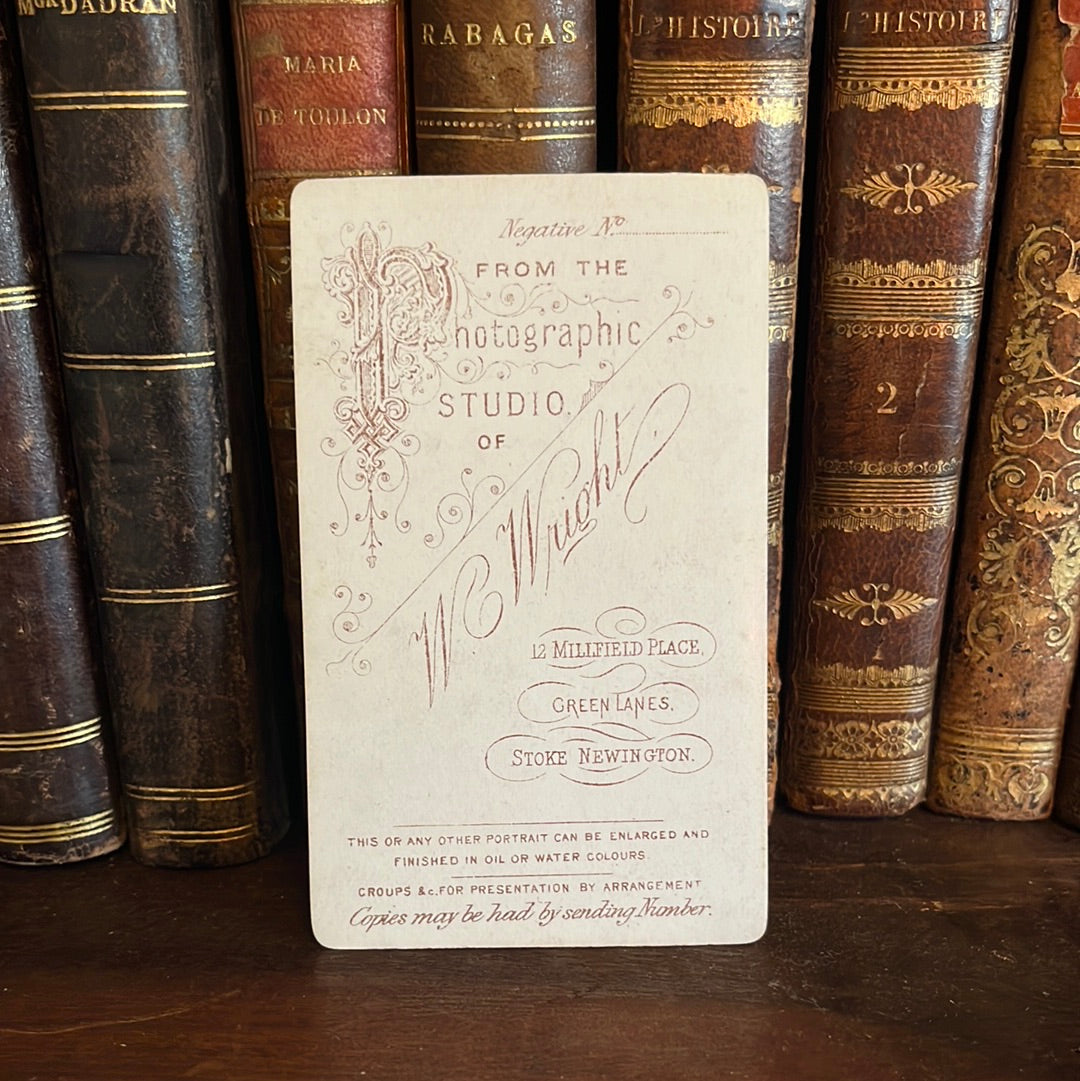 Mgr DADRAN
MARIA
DE TOULON
RABAGAS
L'HISTOIRE
L'HISTOIRE
2
1
Negative No
FROM THE
Photographic
STUDIO.
OF
W C Wright
12 MILLFIELD PLACE,
GREEN LANES,
STOKE NEWINGTON.
THIS OR ANY OTHER PORTRAIT CAN BE ENLARGED AND
FINISHED IN OIL OR WATER COLOURS.
GROUPS &c. FOR PRESENTATION BY ARRANGEMENT
Copies may be had by sending Number.